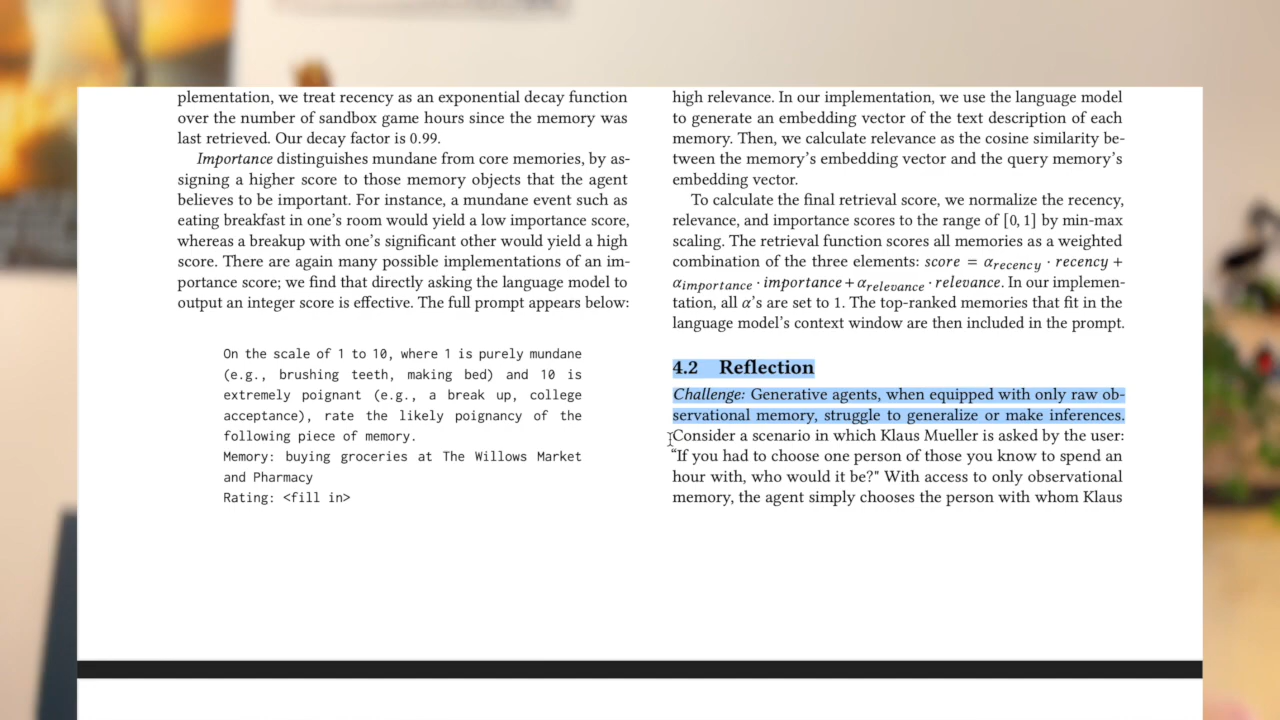 plementation, we treat recency as an exponential decay function
over the number of sandbox game hours since the memory was
last retrieved. Our decay factor is 0.99.
Importance distinguishes mundane from core memories, by as-
signing a higher score to those memory objects that the agent
believes to be important. For instance, a mundane event such as
eating breakfast in one's room would yield a low importance score,
whereas a breakup with one's significant other would yield a high
score. There are again many possible implementations of an im-
portance score; we find that directly asking the language model to
output an integer score is effective. The full prompt appears below:
On the scale of 1 to 10, where 1 is purely mundane
(e.g., brushing teeth, making bed) and 10 is
extremely poignant (e.g., a break up, college
acceptance), rate the likely poignancy of the
following piece of memory.
Memory: buying groceries at The Willows Market
and Pharmacy
Rating: <fill in>
high relevance. In our implementation, we use the language model
to generate an embedding vector of the text description of each
memory. Then, we calculate relevance as the cosine similarity be-
tween the memory's embedding vector and the query memory's
embedding vector.
To calculate the final retrieval score, we normalize the recency,
relevance, and importance scores to the range of [0, 1] by min-max
scaling. The retrieval function scores all memories as a weighted
combination of the three elements: score = α_recency · recency +
α_importance · importance + α_relevance · relevance. In our implemen-
tation, all α's are set to 1. The top-ranked memories that fit in the
language model's context window are then included in the prompt.
4.2 Reflection
Challenge: Generative agents, when equipped with only raw ob-
servational memory, struggle to generalize or make inferences.
Consider a scenario in which Klaus Mueller is asked by the user:
“If you had to choose one person of those you know to spend an
hour with, who would it be?" With access to only observational
memory, the agent simply chooses the person with whom Klaus